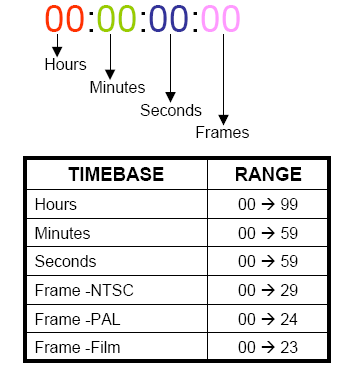 00:00:00:00
Hours
Minutes
Seconds
Frames
TIMEBASE RANGE
Hours 00 → 99
Minutes 00 → 59
Seconds 00 → 59
Frame -NTSC 00 → 29
Frame -PAL 00 → 24
Frame -Film 00 → 23